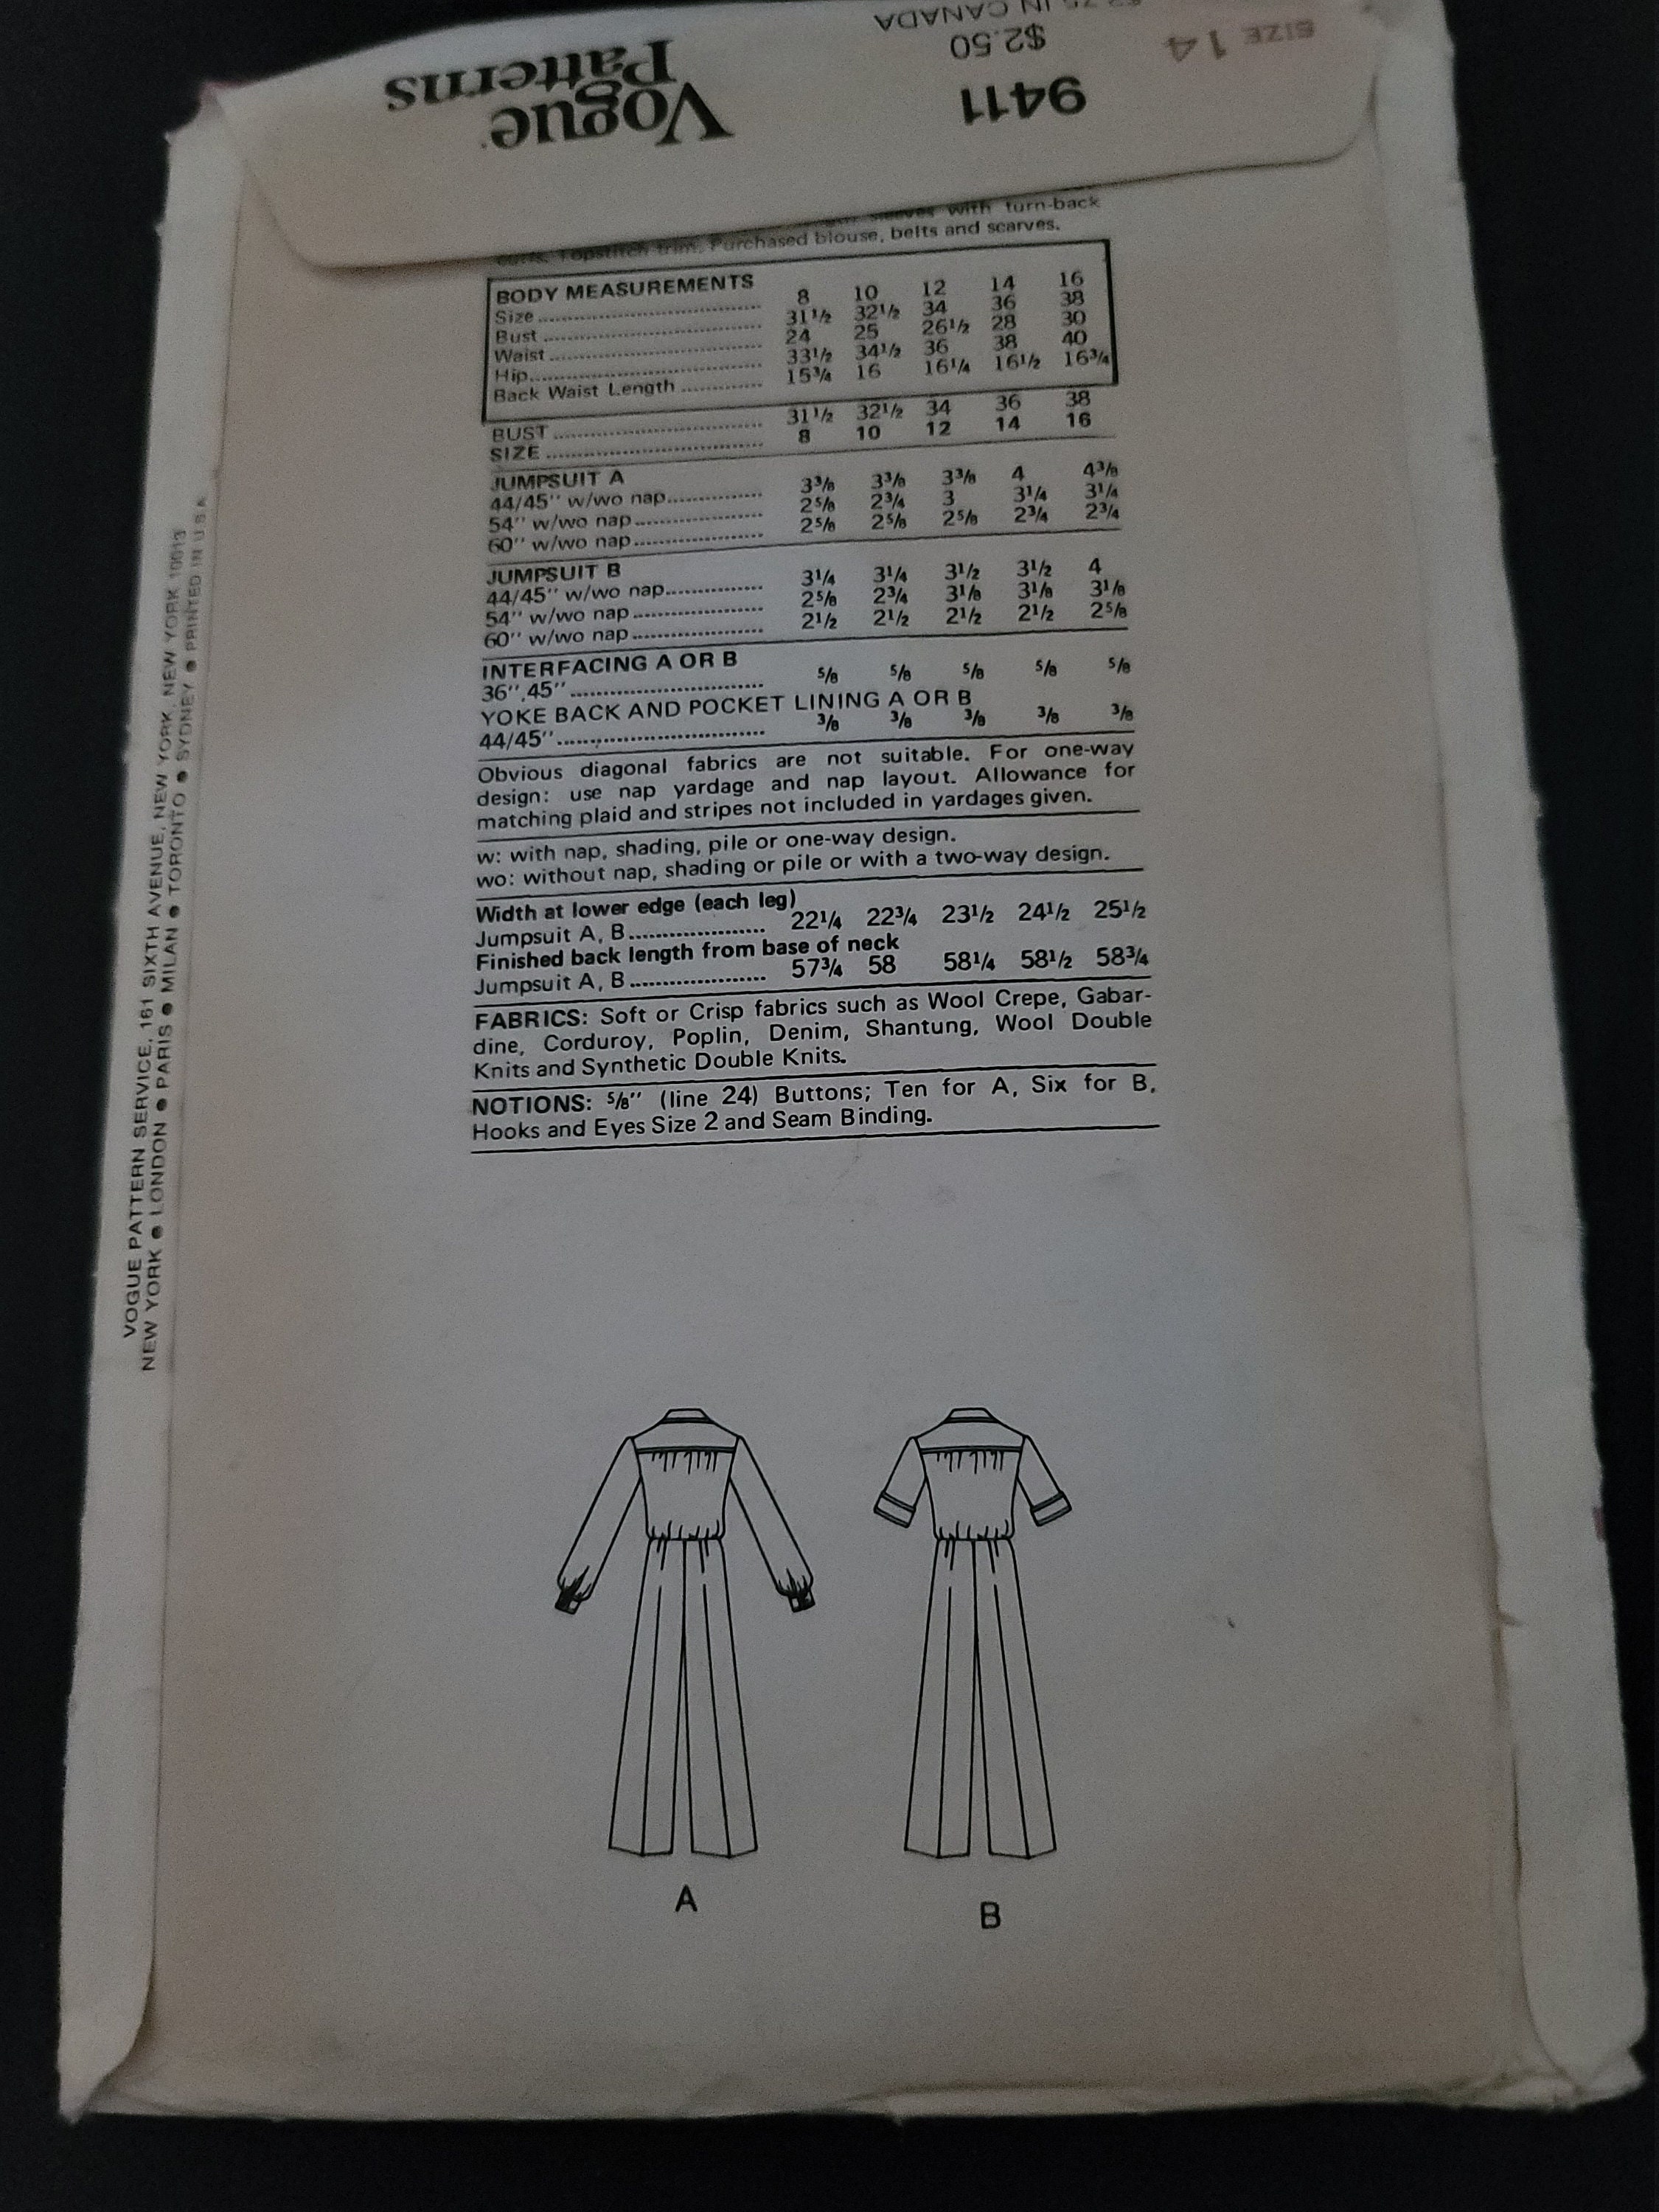 SIZE 14
IN CANADA
$2.50
9411
Vogue
Patterns
sleeves with turn-back
cuffs. Topstitch trim. Purchased blouse, belts and scarves.
BODY MEASUREMENTS
Size 8 10 12 14 16
Bust 31½ 32½ 34 36 38
Waist 24 25 26½ 28 30
Hip 33½ 34½ 36 38 40
Back Waist Length 15¾ 16 16¼ 16½ 16¾
BUST 31½ 32½ 34 36 38
SIZE 8 10 12 14 16
JUMPSUIT A
44/45'' w/wo nap 3⅜ 3⅜ 3⅜ 4 4⅜
54'' w/wo nap 2⅝ 2¾ 3 3¼ 3¼
60'' w/wo nap 2⅝ 2⅝ 2⅝ 2¾ 2¾
JUMPSUIT B
44/45'' w/wo nap 3¼ 3¼ 3½ 3½ 4
54'' w/wo nap 2⅝ 2¾ 3⅛ 3⅛ 3⅛
60'' w/wo nap 2½ 2½ 2½ 2½ 2⅝
INTERFACING A OR B
36'',45'' ⅝ ⅝ ⅝ ⅝ ⅝
YOKE BACK AND POCKET LINING A OR B
44/45'' ⅜ ⅜ ⅜ ⅜ ⅜
Obvious diagonal fabrics are not suitable. For one-way
design: use nap yardage and nap layout. Allowance for
matching plaid and stripes not included in yardages given.
w: with nap, shading, pile or one-way design.
wo: without nap, shading or pile or with a two-way design.
Width at lower edge (each leg)
Jumpsuit A, B 22¼ 22¾ 23½ 24½ 25½
Finished back length from base of neck
Jumpsuit A, B 57¾ 58 58¼ 58½ 58¾
FABRICS: Soft or Crisp fabrics such as Wool Crepe, Gabar-
dine, Corduroy, Poplin, Denim, Shantung, Wool Double
Knits and Synthetic Double Knits.
NOTIONS: ⅝'' (line 24) Buttons; Ten for A, Six for B,
Hooks and Eyes Size 2 and Seam Binding.
A
B
VOGUE PATTERN SERVICE, 161 SIXTH AVENUE, NEW YORK, NEW YORK 10013
NEW YORK ● LONDON ● PARIS ● MILAN ● TORONTO ● SYDNEY ● PRINTED IN U.S.A.